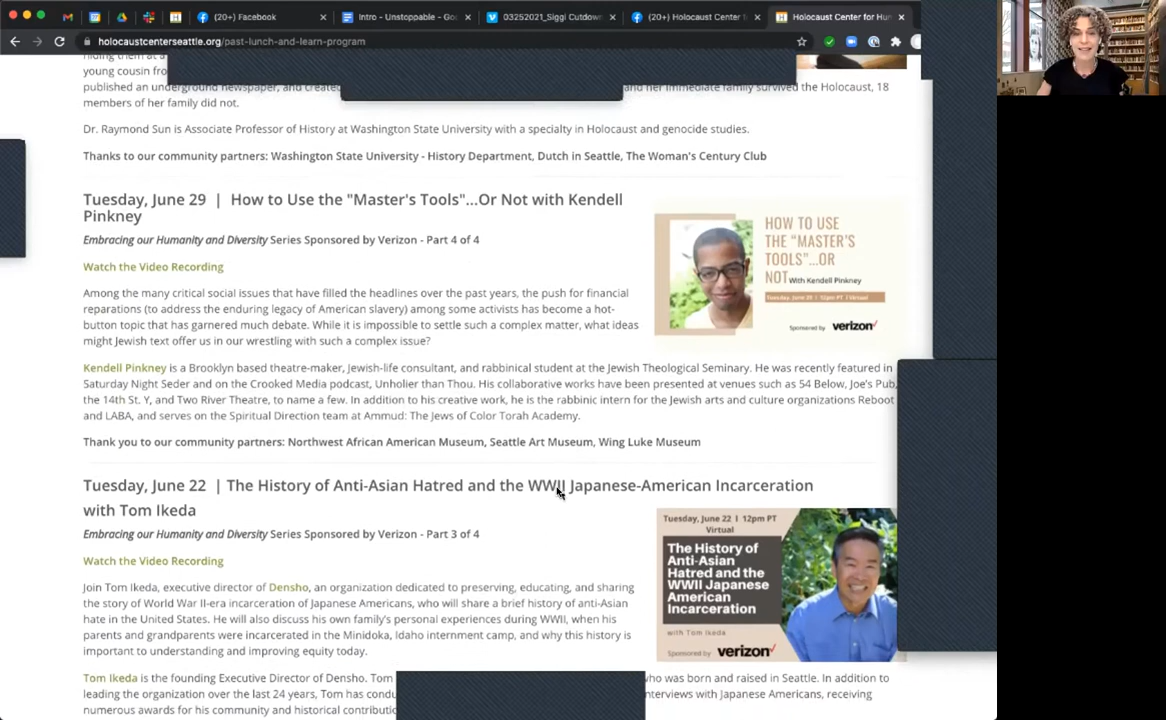 (20+) Facebook
Intro - Unstoppable - Go
03252021_Siggi Cutdown
(20+) Holocaust Center f
Holocaust Center for Hum
holocaustcenterseattle.org/past-lunch-and-learn-program
hiding them at a
young cousin fro
published an underground newspaper, and created
and her immediate family survived the Holocaust, 18
members of her family did not.
Dr. Raymond Sun is Associate Professor of History at Washington State University with a specialty in Holocaust and genocide studies.
Thanks to our community partners: Washington State University - History Department, Dutch in Seattle, The Woman's Century Club
Tuesday, June 29 | How to Use the "Master's Tools"...Or Not with Kendell
Pinkney
Embracing our Humanity and Diversity Series Sponsored by Verizon - Part 4 of 4
Watch the Video Recording
Among the many critical social issues that have filled the headlines over the past years, the push for financial
reparations (to address the enduring legacy of American slavery) among some activists has become a hot-
button topic that has garnered much debate. While it is impossible to settle such a complex matter, what ideas
might Jewish text offer us in our wrestling with such a complex issue?
HOW TO USE
THE "MASTER'S
TOOLS"...OR
NOT With Kendell Pinkney
Tuesday, June 29 | 12pm PT | Virtual
Sponsored by verizon
Kendell Pinkney is a Brooklyn based theatre-maker, Jewish-life consultant, and rabbinical student at the Jewish Theological Seminary. He was recently featured in
Saturday Night Seder and on the Crooked Media podcast, Unholier than Thou. His collaborative works have been presented at venues such as 54 Below, Joe's Pub,
the 14th St. Y, and Two River Theatre, to name a few. In addition to his creative work, he is the rabbinic intern for the Jewish arts and culture organizations Reboot
and LABA, and serves on the Spiritual Direction team at Ammud: The Jews of Color Torah Academy.
Thank you to our community partners: Northwest African American Museum, Seattle Art Museum, Wing Luke Museum
Tuesday, June 22 | The History of Anti-Asian Hatred and the WWII Japanese-American Incarceration
with Tom Ikeda
Embracing our Humanity and Diversity Series Sponsored by Verizon - Part 3 of 4
Watch the Video Recording
Join Tom Ikeda, executive director of Densho, an organization dedicated to preserving, educating, and sharing
the story of World War II-era incarceration of Japanese Americans, who will share a brief history of anti-Asian
hate in the United States. He will also discuss his own family's personal experiences during WWII, when his
parents and grandparents were incarcerated in the Minidoka, Idaho internment camp, and why this history is
important to understanding and improving equity today.
Tuesday, June 22 | 12pm PT
Virtual
The History of
Anti-Asian
Hatred and the
WWII Japanese
American
Incarceration
with Tom Ikeda
Sponsored by verizon
Tom Ikeda is the founding Executive Director of Densho. Tom
who was born and raised in Seattle. In addition to
leading the organization over the last 24 years, Tom has condu
nterviews with Japanese Americans, receiving
numerous awards for his community and historical contributio